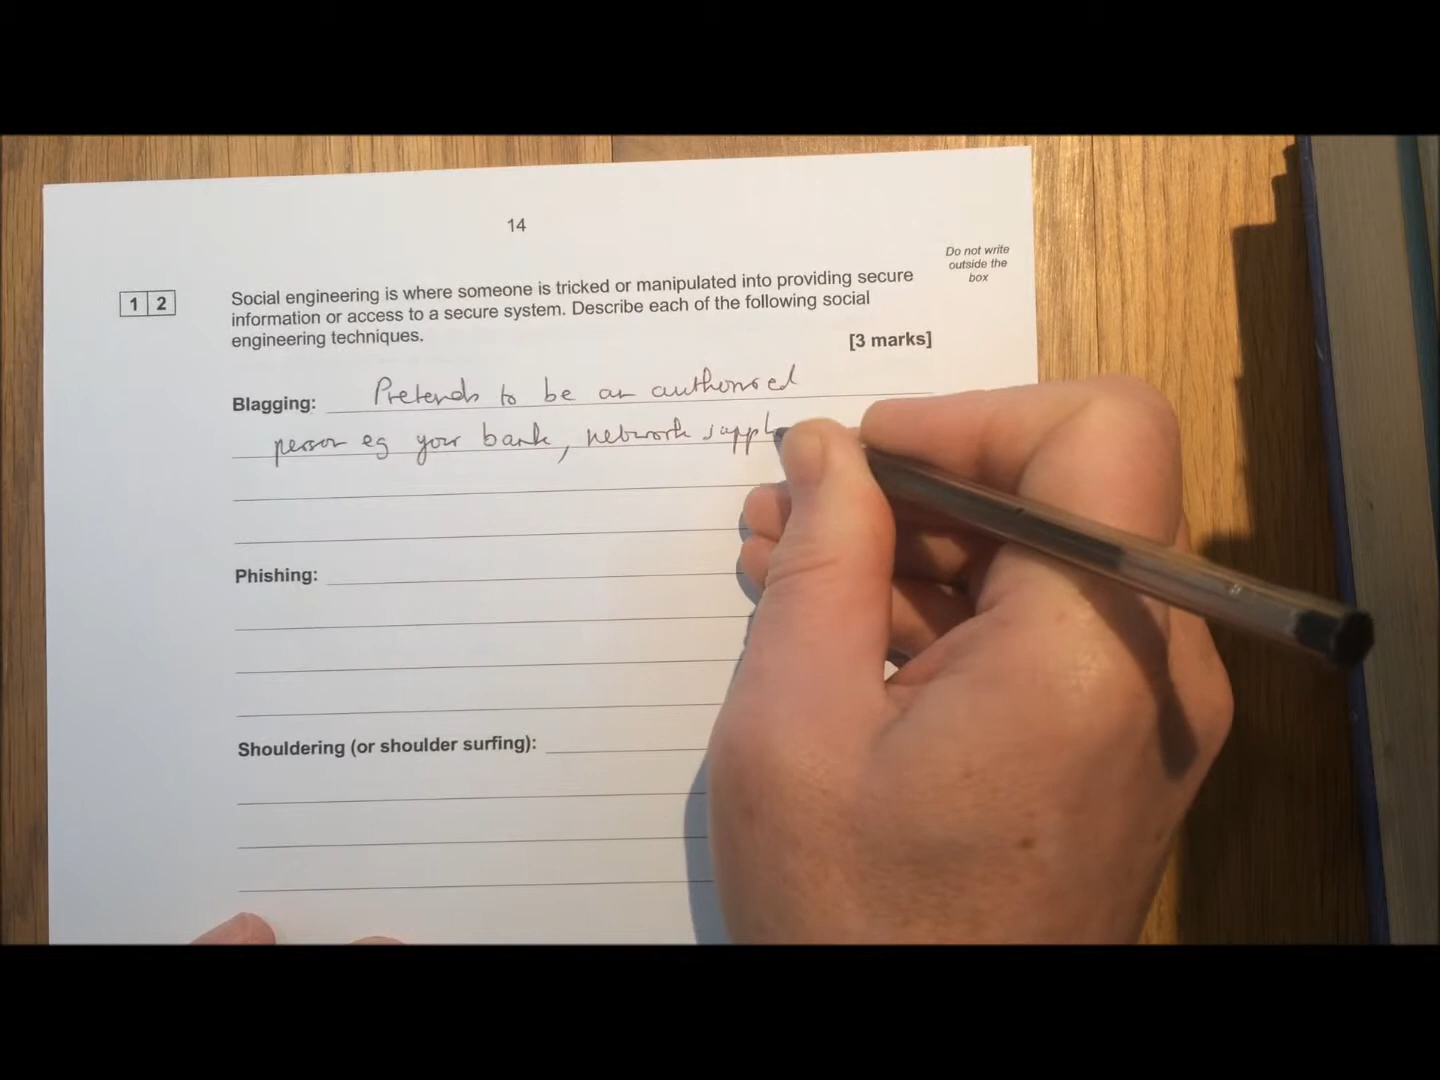 14
Do not write
outside the
box
1 2 Social engineering is where someone is tricked or manipulated into providing secure
information or access to a secure system. Describe each of the following social
engineering techniques.
[3 marks]
Blagging: Pretends to be an authorised
person eg your bank, network
Phishing:
Shouldering (or shoulder surfing):